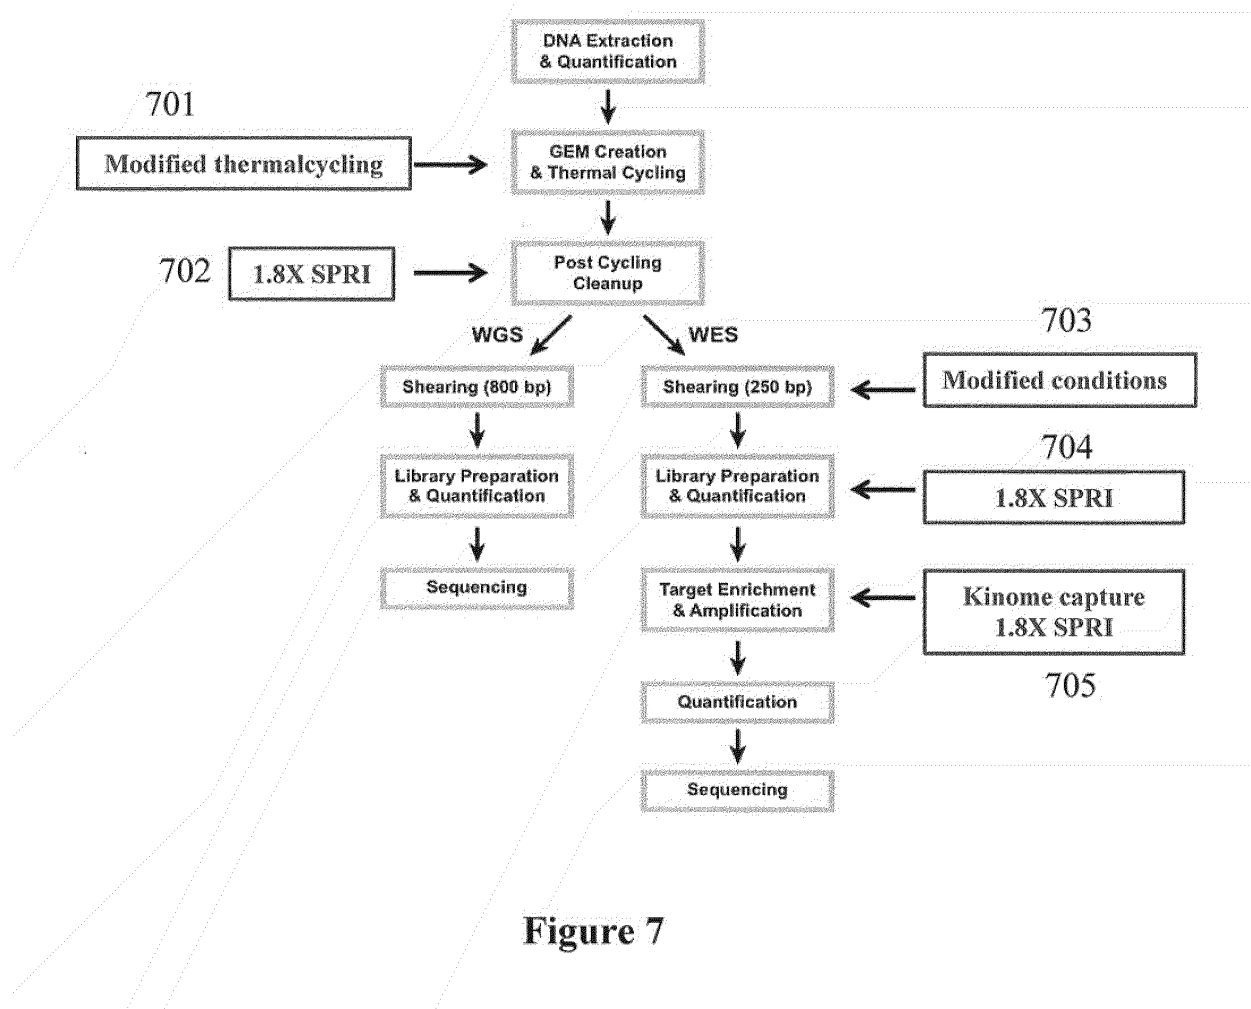 DNA Extraction
& Quantification
701
Modified thermalcycling
GEM Creation
& Thermal Cycling
702
1.8X SPRI
Post Cycling
Cleanup
WGS
WES
703
Shearing (800 bp)
Shearing (250 bp)
Modified conditions
704
Library Preparation
& Quantification
Library Preparation
& Quantification
1.8X SPRI
Sequencing
Target Enrichment
& Amplification
Kinome capture
1.8X SPRI
705
Quantification
Sequencing
Figure 7